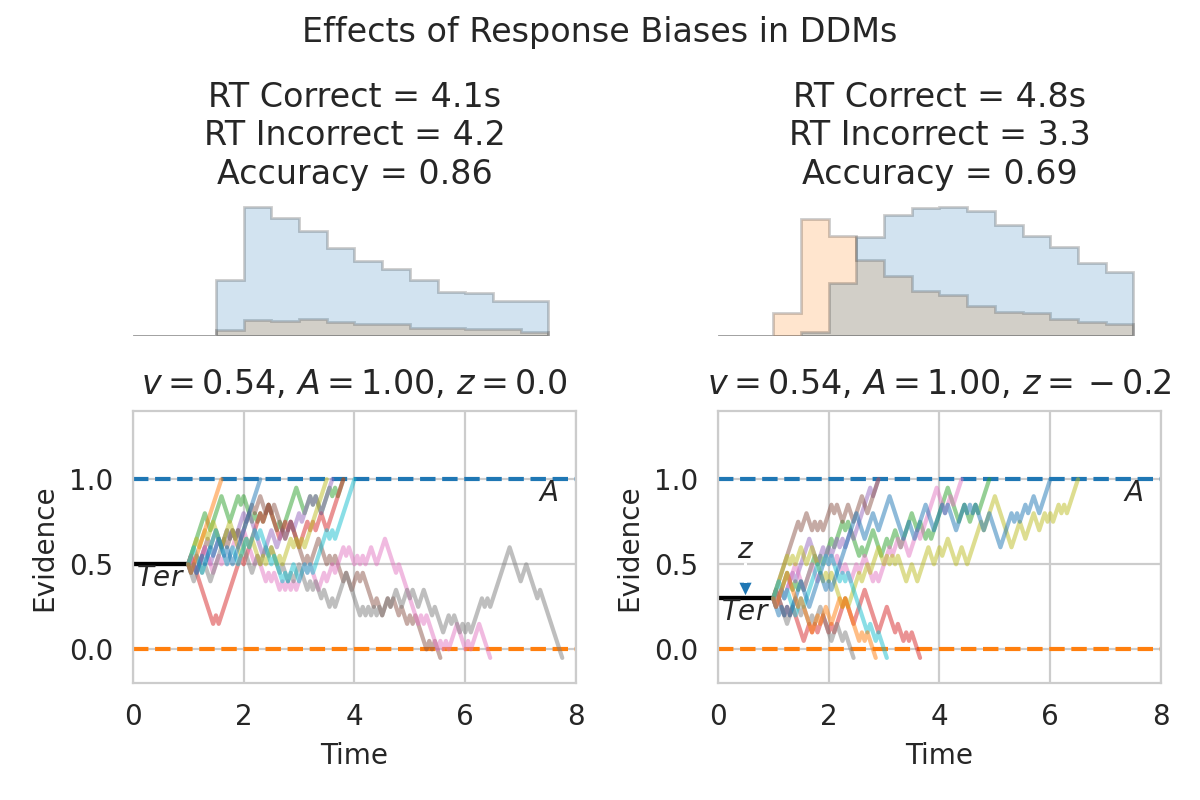 Effects of Response Biases in DDMs
RT Correct = 4.1s
RT Incorrect = 4.2
Accuracy = 0.86
RT Correct = 4.8s
RT Incorrect = 3.3
Accuracy = 0.69
v = 0.54, A = 1.00, z = 0.0
v = 0.54, A = 1.00, z = −0.2
Evidence
1.0
0.5
0.0
A
Ter
0 2 4 6 8
Time
Evidence
1.0
0.5
0.0
A
z
Ter
0 2 4 6 8
Time